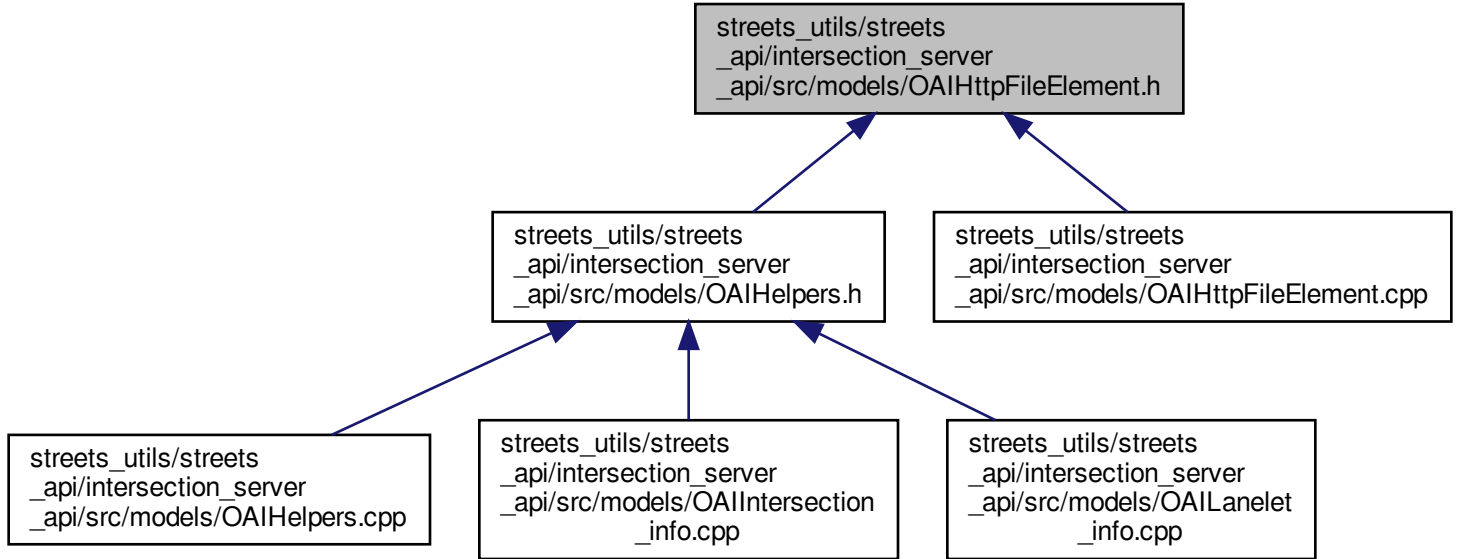 streets_utils/streets
_api/intersection_server
_api/src/models/OAIHttpFileElement.h
streets_utils/streets
_api/intersection_server
_api/src/models/OAIHelpers.h
streets_utils/streets
_api/intersection_server
_api/src/models/OAIHttpFileElement.cpp
streets_utils/streets
_api/intersection_server
_api/src/models/OAIHelpers.cpp
streets_utils/streets
_api/intersection_server
_api/src/models/OAIIntersection
_info.cpp
streets_utils/streets
_api/intersection_server
_api/src/models/OAILanelet
_info.cpp